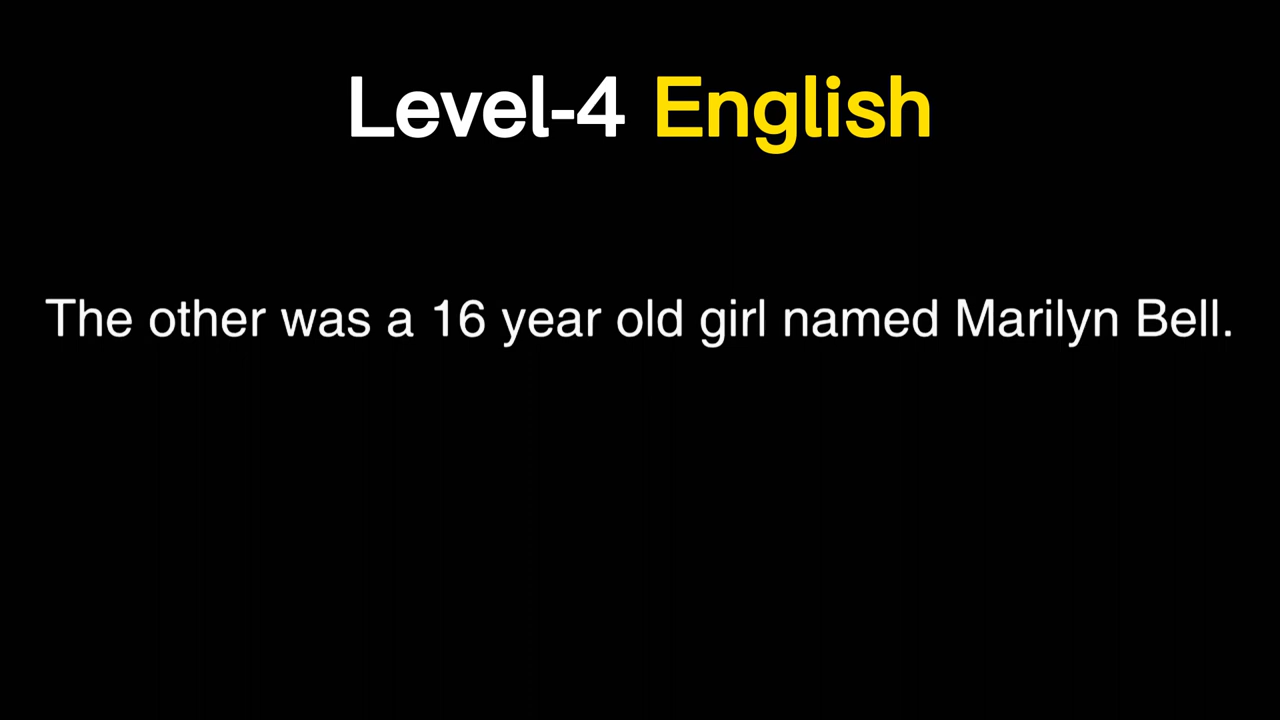 Level-4 English
The other was a 16 year old girl named Marilyn Bell.